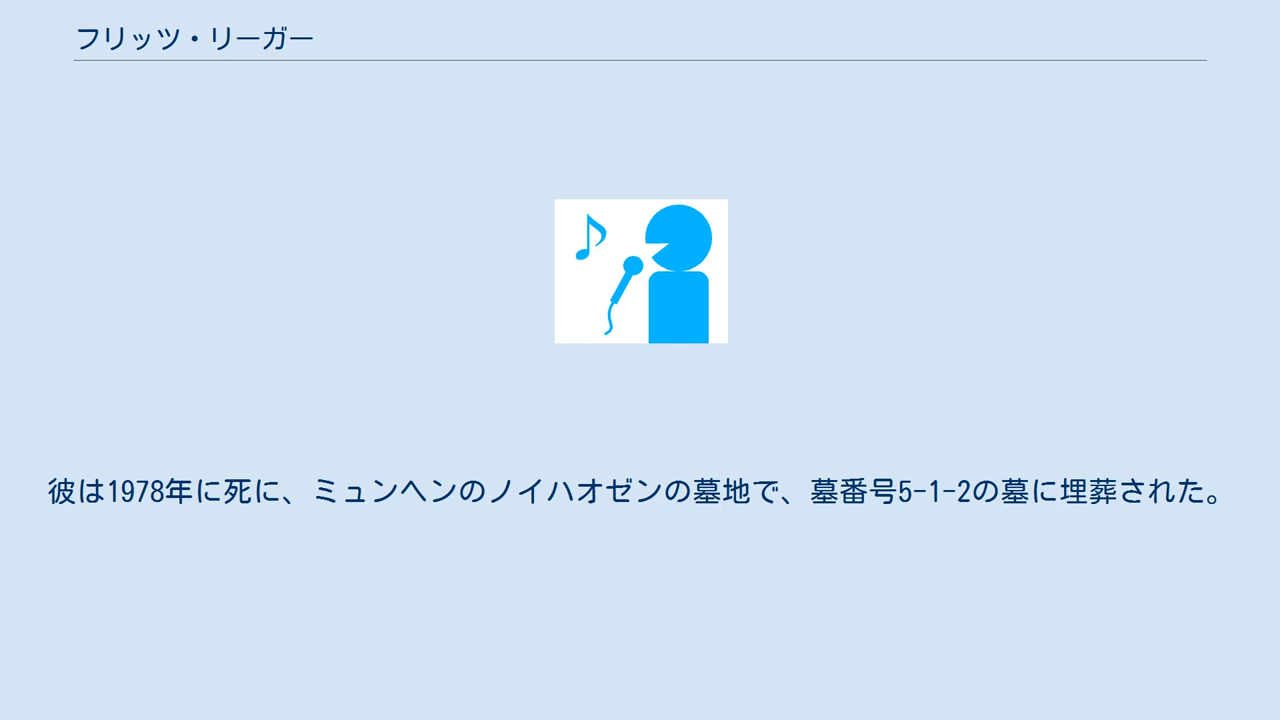 フリッツ・リーガー
彼は1978年に死に、ミュンヘンのノイハオゼンの墓地で、墓番号5-1-2の墓に埋葬された。